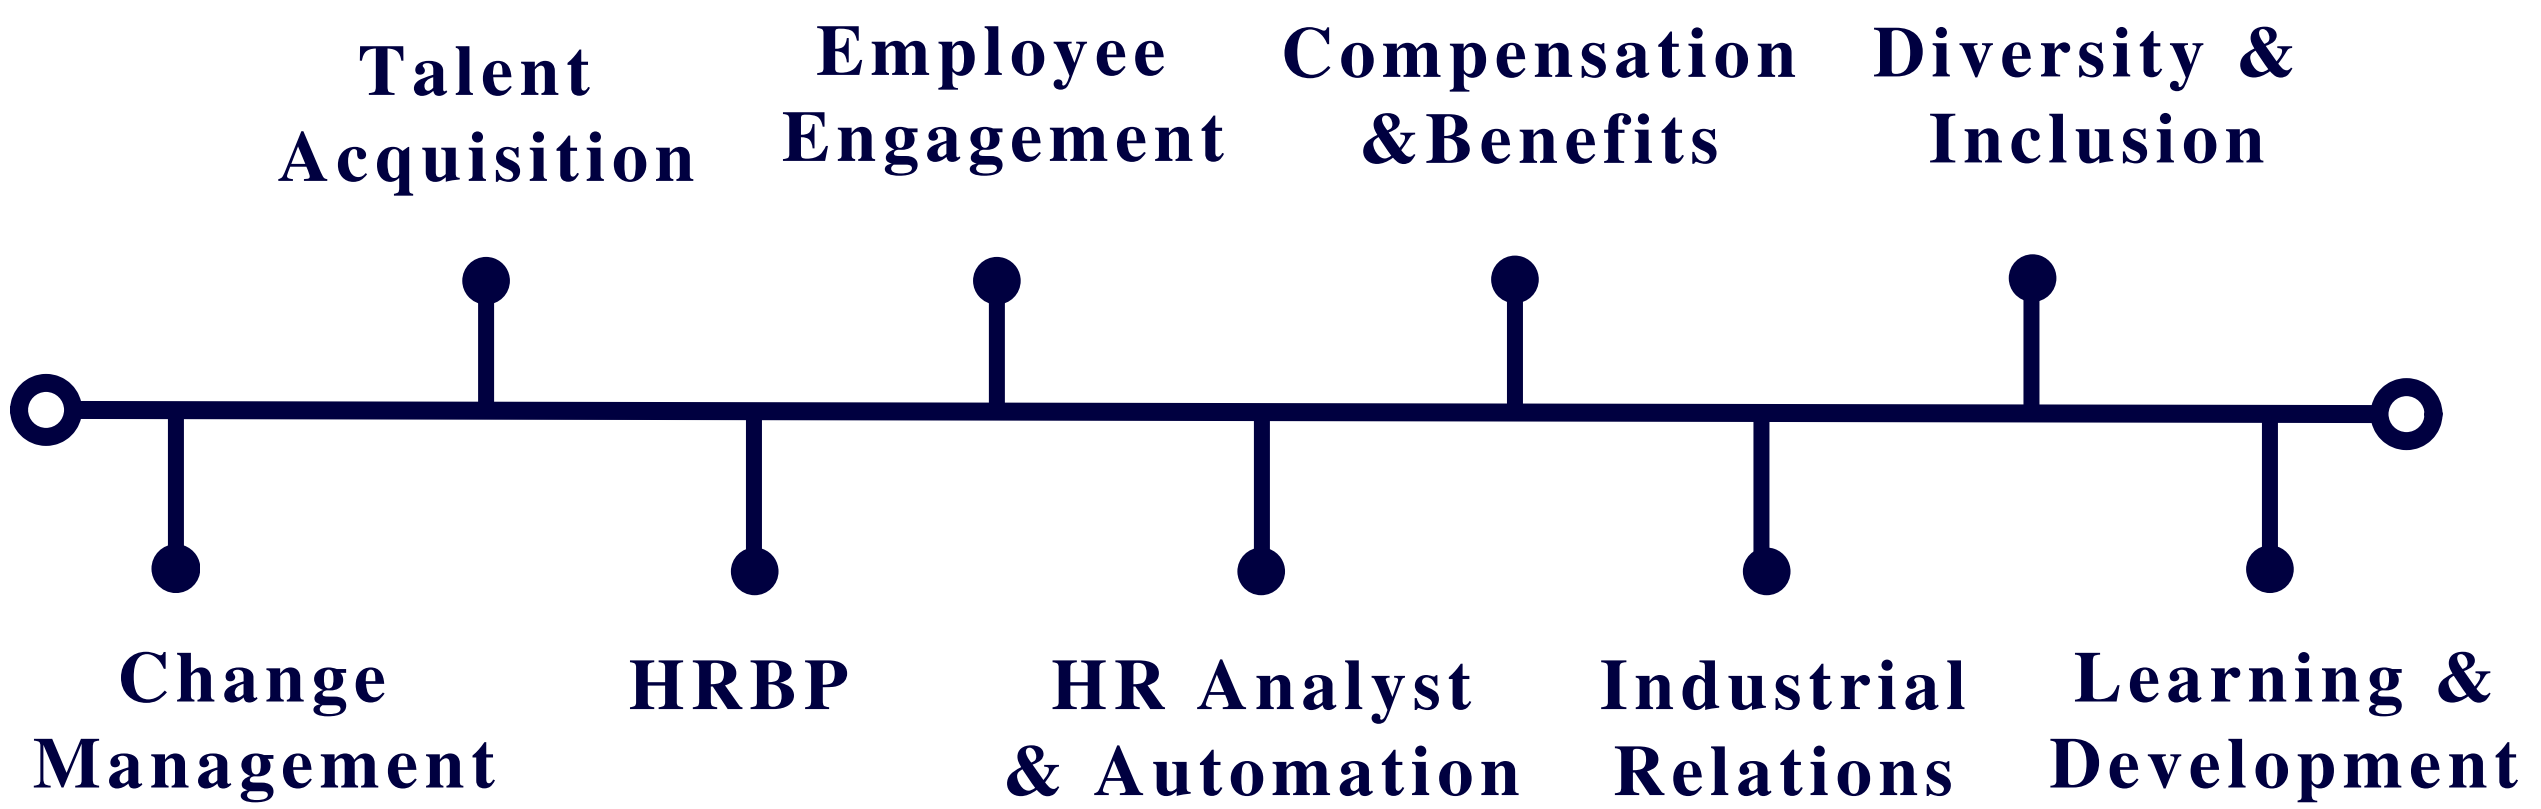 Talent
Acquisition
Employee
Engagement
Compensation
&Benefits
Diversity &
Inclusion
Change
Management
HRBP
HR Analyst
& Automation
Industrial
Relations
Learning &
Development